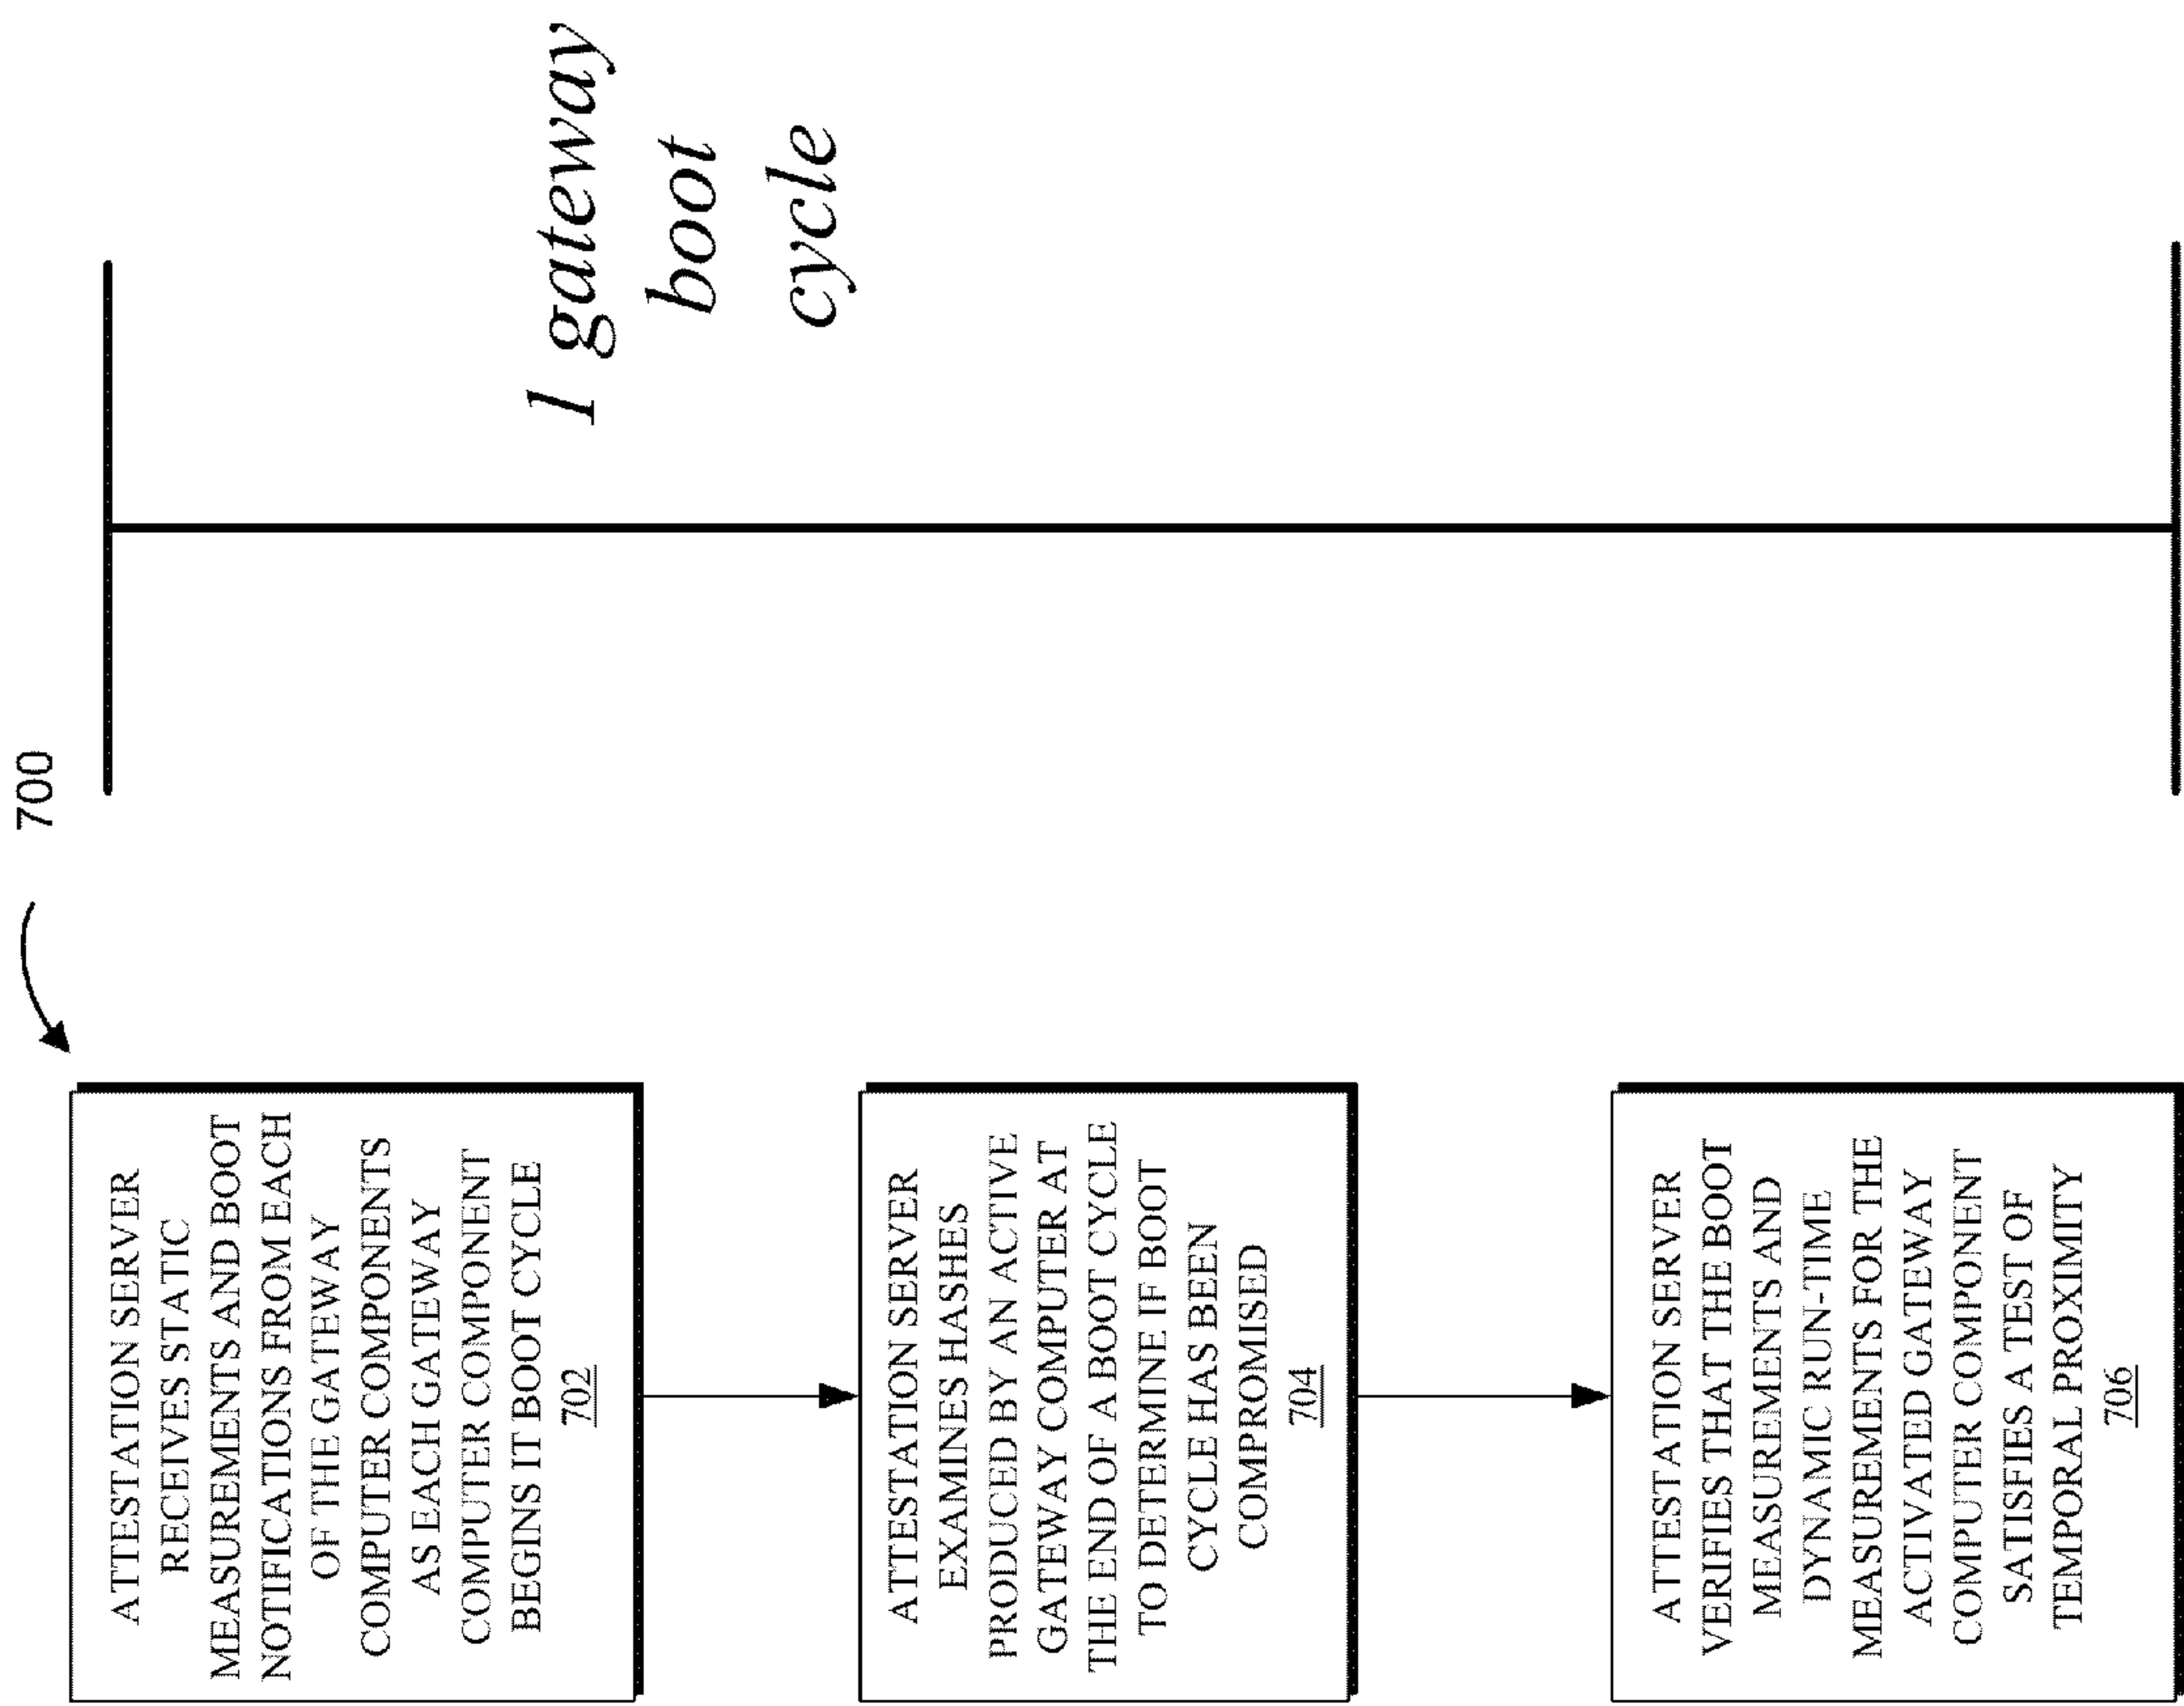 700
ATTESTATION SERVER
RECEIVES STATIC
MEASUREMENTS AND BOOT
NOTIFICATIONS FROM EACH
OF THE GATEWAY
COMPUTER COMPONENTS
AS EACH GATEWAY
COMPUTER COMPONENT
BEGINS IT BOOT CYCLE
702
ATTESTATION SERVER
EXAMINES HASHES
PRODUCED BY AN ACTIVE
GATEWAY COMPUTER AT
THE END OF A BOOT CYCLE
TO DETERMINE IF BOOT
CYCLE HAS BEEN
COMPROMISED
704
ATTESTATION SERVER
VERIFIES THAT THE BOOT
MEASUREMENTS AND
DYNAMIC RUN-TIME
MEASUREMENTS FOR THE
ACTIVATED GATEWAY
COMPUTER COMPONENT
SATISFIES A TEST OF
TEMPORAL PROXIMITY
706
1 gateway
boot
cycle